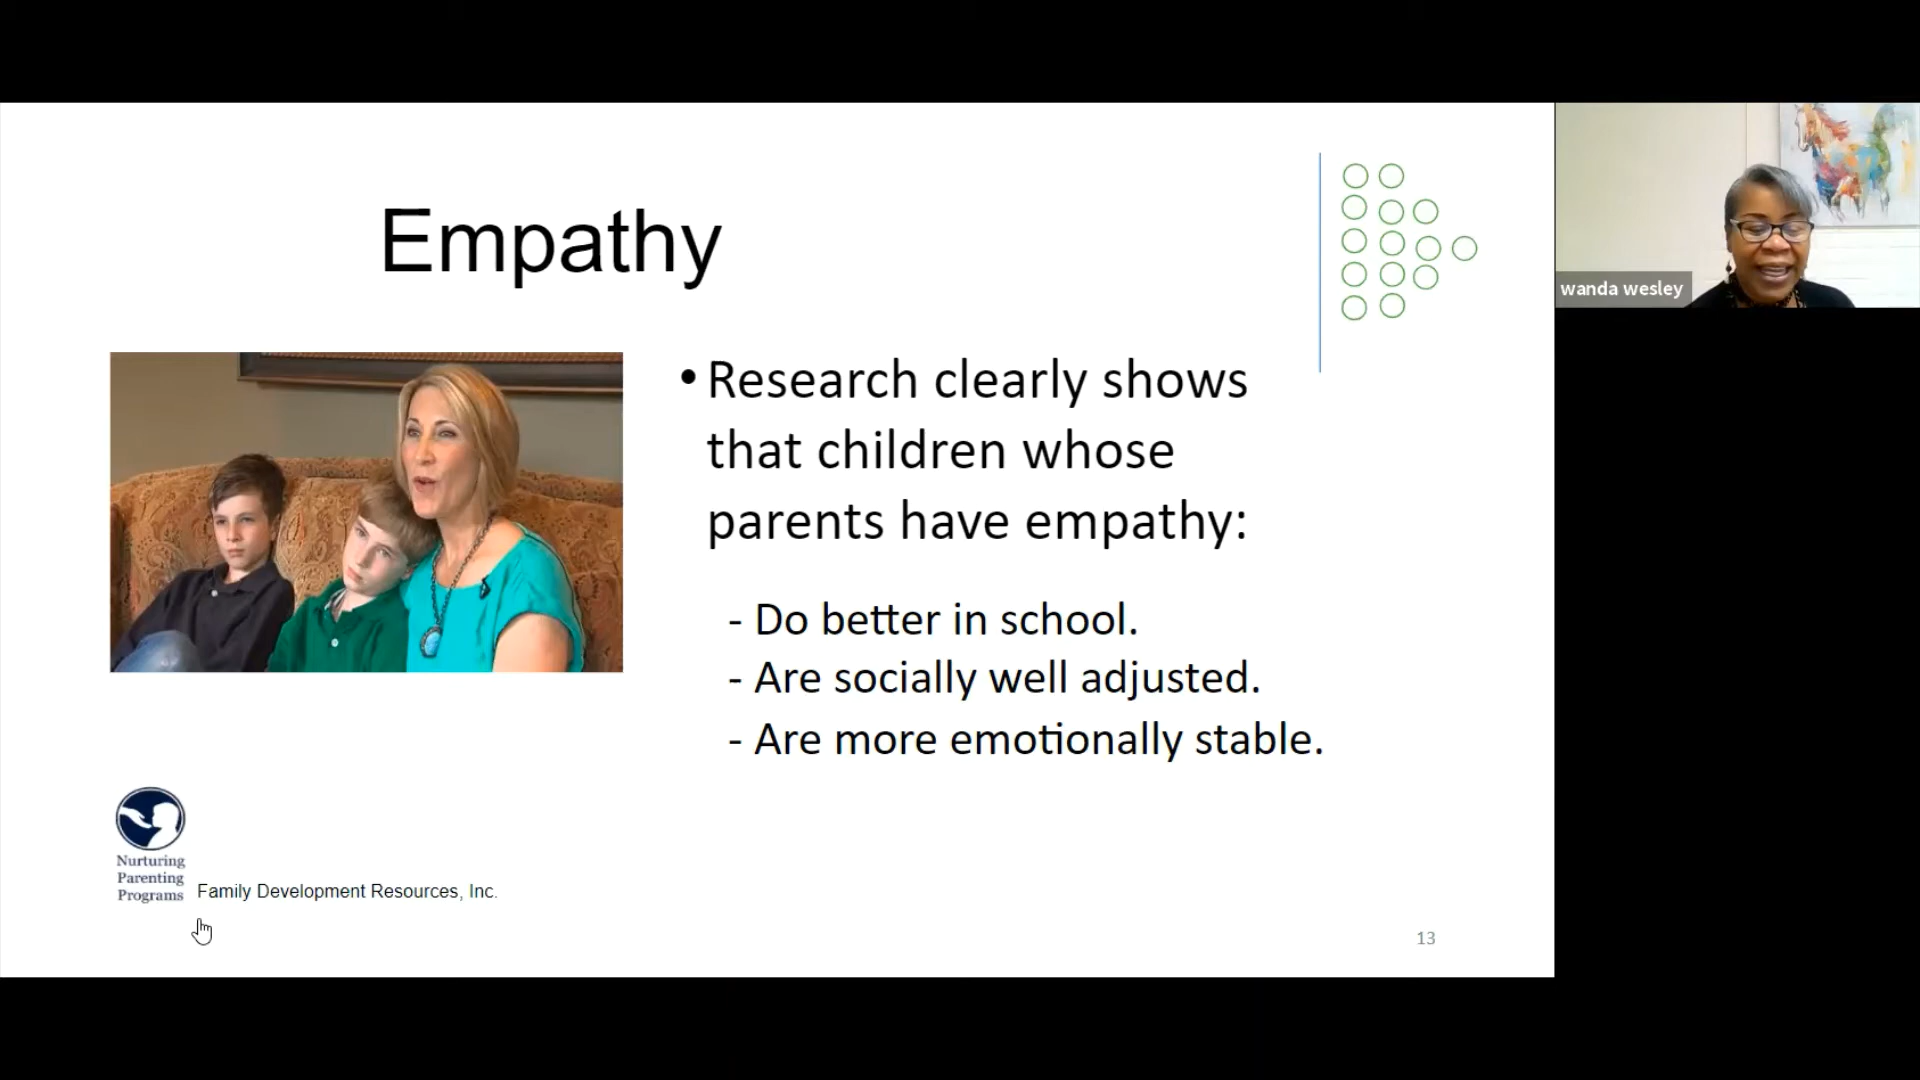 Empathy
wanda wesley
• Research clearly shows
that children whose
parents have empathy:
- Do better in school.
- Are socially well adjusted.
- Are more emotionally stable.
Nurturing
Parenting
Programs
Family Development Resources, Inc.
13